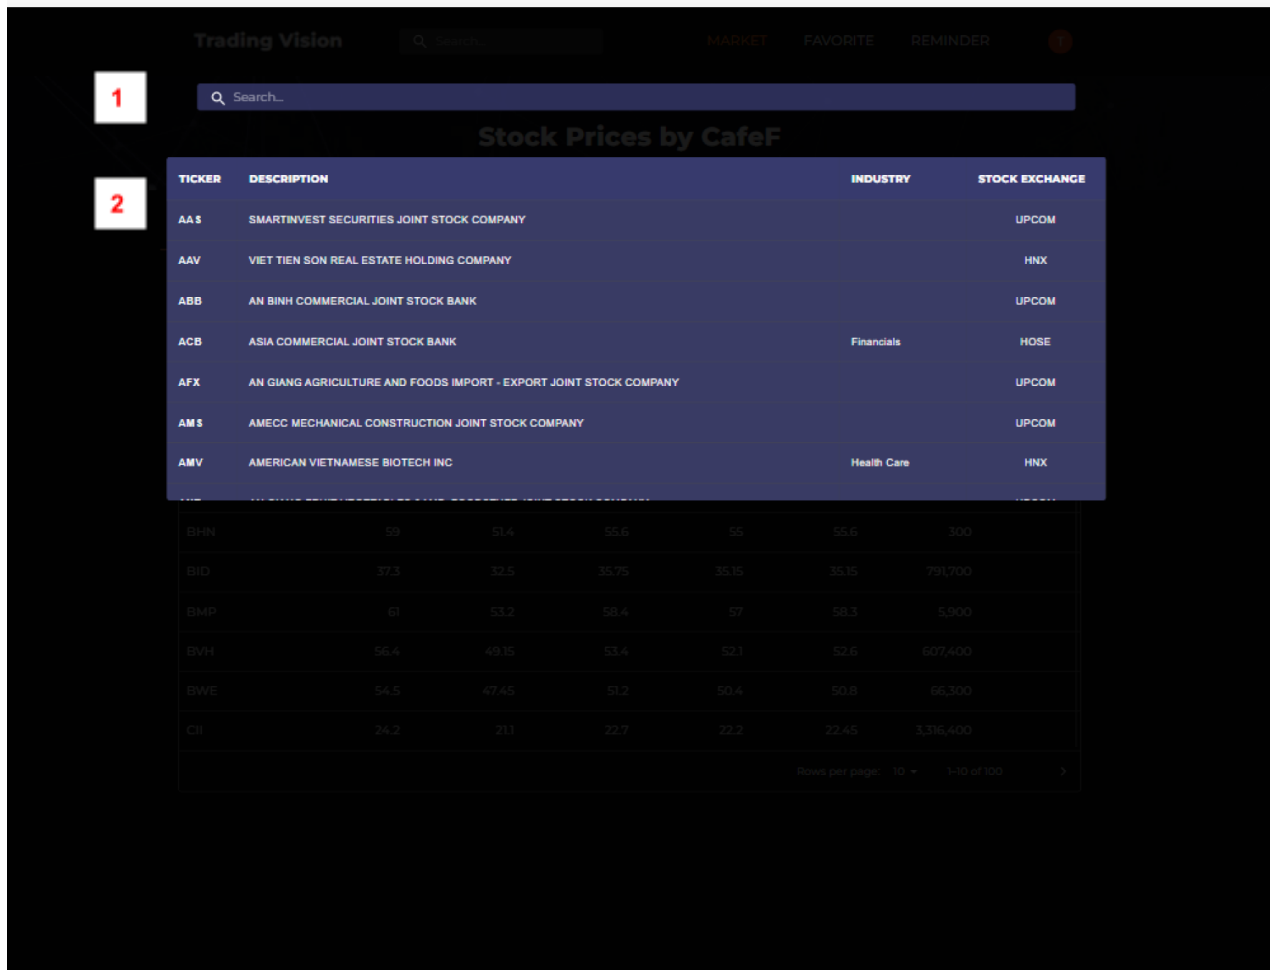 Trading Vision Search... MARKET FAVORITE REMINDER T
1
Search...
Stock Prices by CafeF
2
TICKER DESCRIPTION INDUSTRY STOCK EXCHANGE
AAS SMARTINVEST SECURITIES JOINT STOCK COMPANY UPCOM
AAV VIET TIEN SON REAL ESTATE HOLDING COMPANY HNX
ABB AN BINH COMMERCIAL JOINT STOCK BANK UPCOM
ACB ASIA COMMERCIAL JOINT STOCK BANK Financials HOSE
AFX AN GIANG AGRICULTURE AND FOODS IMPORT - EXPORT JOINT STOCK COMPANY UPCOM
AMS AMECC MECHANICAL CONSTRUCTION JOINT STOCK COMPANY UPCOM
AMV AMERICAN VIETNAMESE BIOTECH INC Health Care HNX
BHN 59 51.4 55.6 55 55.6 300
BID 37.3 32.5 35.75 35.15 35.15 791,700
BMP 61 53.2 58.4 57 58.3 5,900
BVH 56.4 49.15 53.4 52.1 52.6 607,400
BWE 54.5 47.45 51.2 50.4 50.8 66,300
CII 24.2 21.1 22.7 22.2 22.45 3,316,400
Rows per page: 10 1-10 of 100